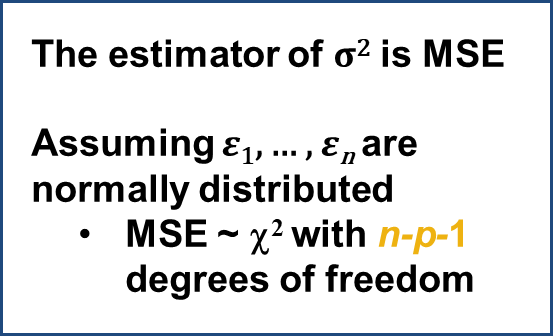 The estimator of σ² is MSE
Assuming ε₁, … , εₙ are
normally distributed
• MSE ~ χ² with n-p-1
degrees of freedom